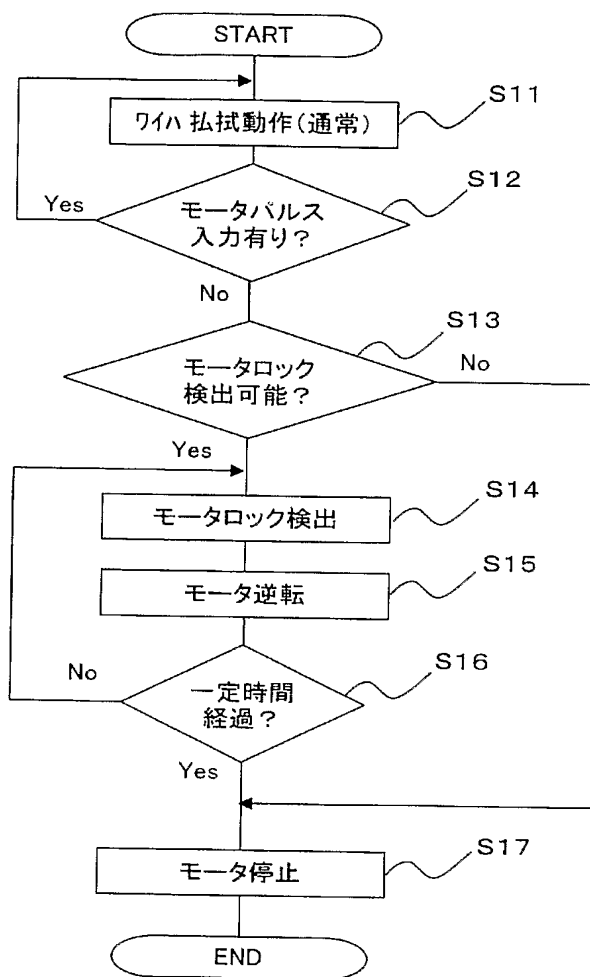 START
S11
ﾜｲﾊ 払拭動作(通常)
S12
Yes
モータパルス
入力有り?
No
S13
モータロック
検出可能?
No
Yes
S14
モータロック検出
S15
モータ逆転
S16
No
一定時間
経過?
Yes
S17
モータ停止
END